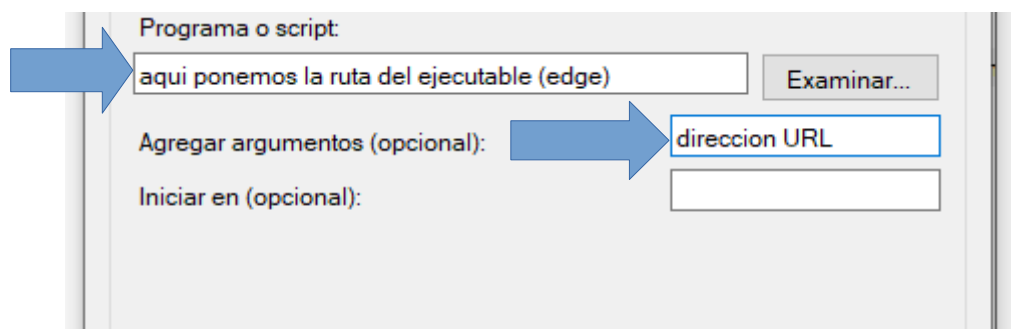 Programa o script:
aqui ponemos la ruta del ejecutable (edge)
Examinar...
Agregar argumentos (opcional):
direccion URL
Iniciar en (opcional):